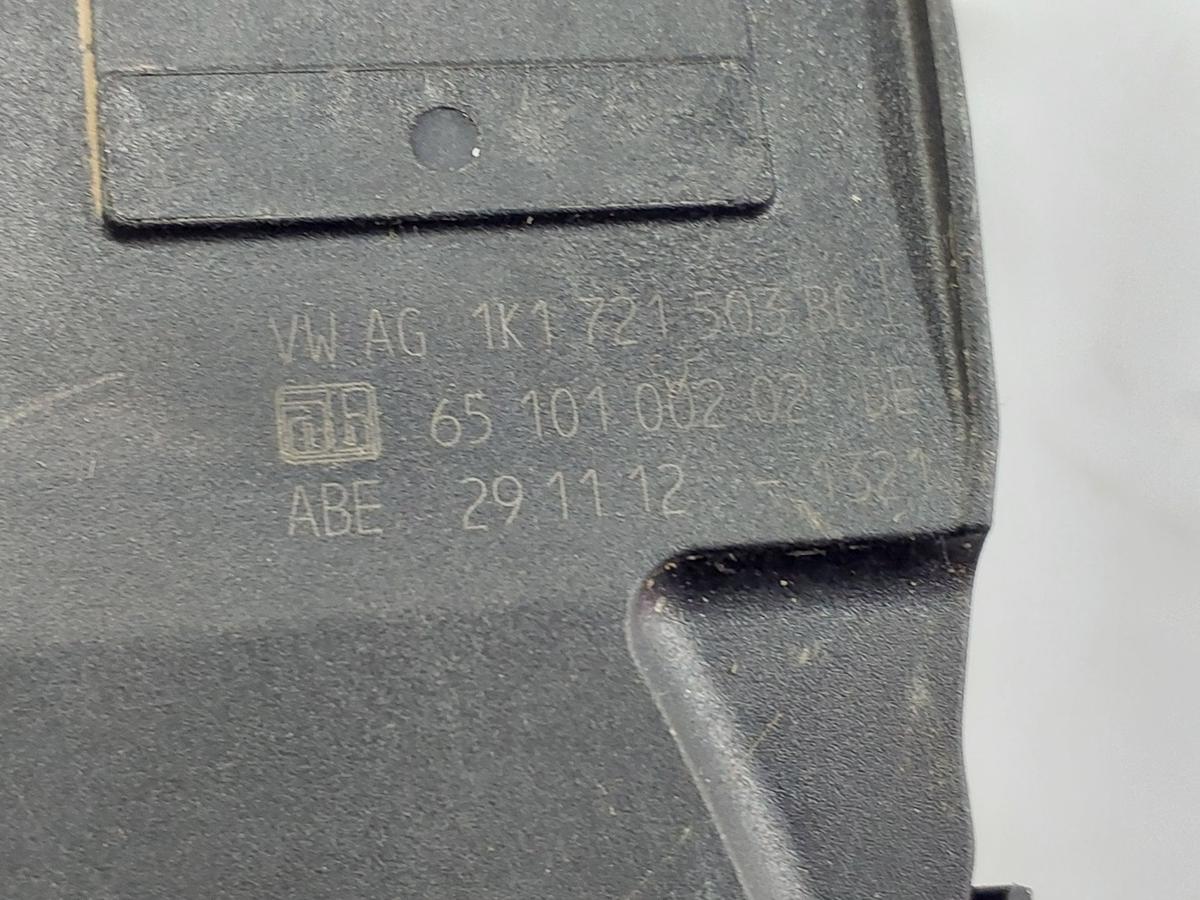 VW AG 1K1 721 503 BC I
65 101 002 02 DE
ABE 29.11.12 - 1321